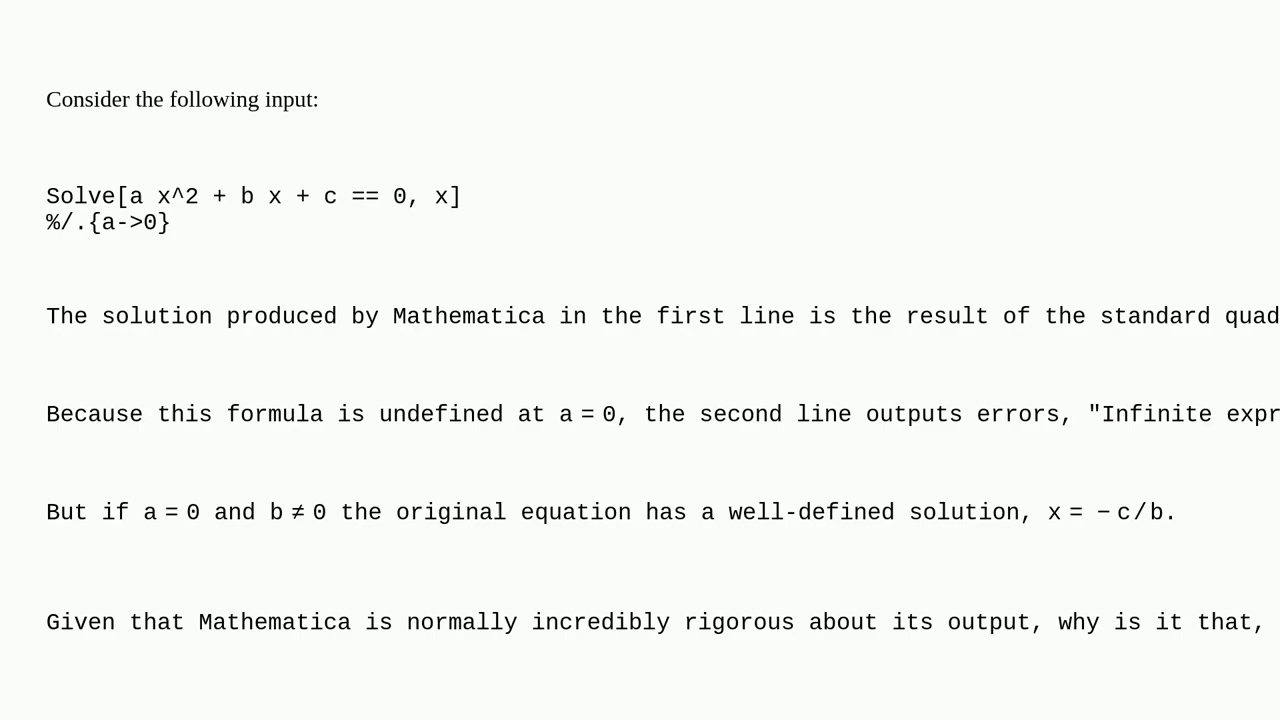 Consider the following input:
Solve[a x^2 + b x + c == 0, x]
%/.{a->0}
The solution produced by Mathematica in the first line is the result of the standard quad
Because this formula is undefined at a = 0, the second line outputs errors, "Infinite expr
But if a = 0 and b ≠ 0 the original equation has a well-defined solution, x = − c/b.
Given that Mathematica is normally incredibly rigorous about its output, why is it that,